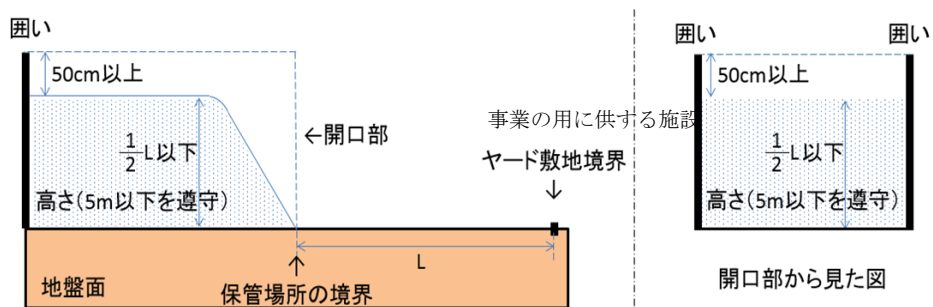 囲い
50cm以上
1/2 L以下
高さ(5m以下を遵守)
←開口部
事業の用に供する施設
ヤード敷地境界
↓
L
地盤面
↑
保管場所の境界
囲い
囲い
50cm以上
1/2 L以下
高さ(5m以下を遵守)
開口部から見た図